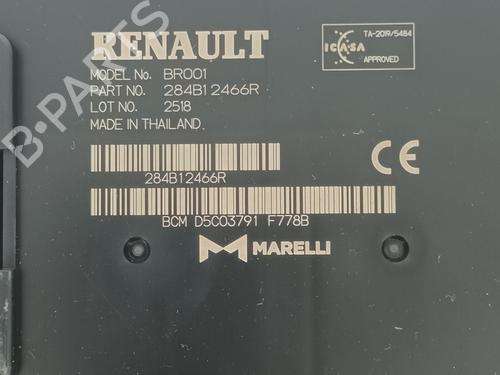 RENAULT
MODEL No. BR001
PART NO. 284B12466R
LOT NO. 2518
MADE IN THAILAND.
TA-2019/5484
ICASA
APPROVED
284B12466R
CE
BCM D5C03791 F778B
MARELLI
B-PARTS